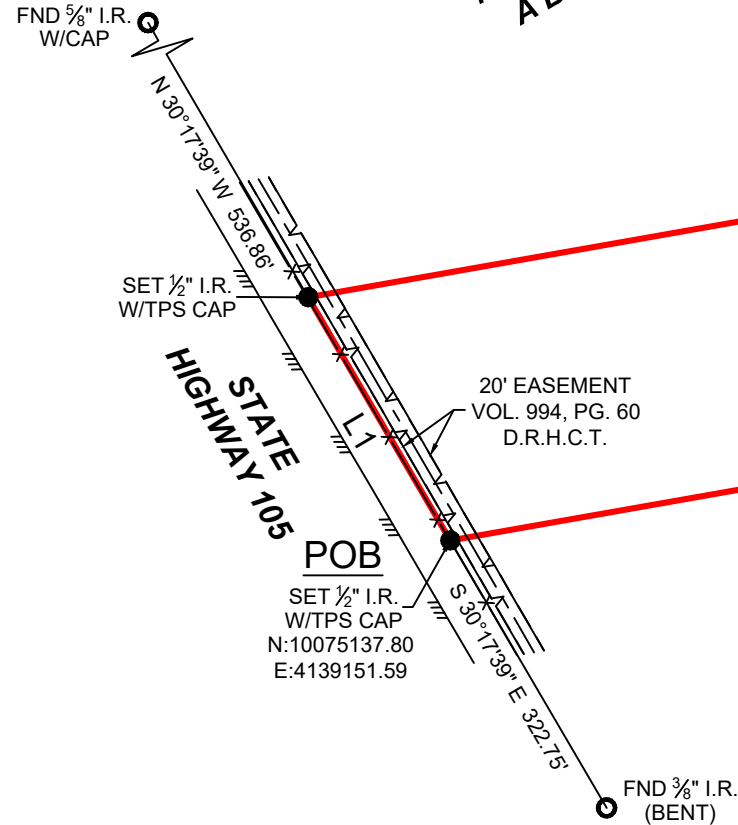 FND ⅝" I.R.
W/CAP
A
N 30°17'39" W 536.86'
SET ½" I.R.
W/TPS CAP
STATE
HIGHWAY 105
L1
20' EASEMENT
VOL. 994, PG. 60
D.R.H.C.T.
POB
SET ½" I.R.
W/TPS CAP
N:10075137.80
E:4139151.59
S 30°17'39" E 322.75'
FND ⅜" I.R.
(BENT)